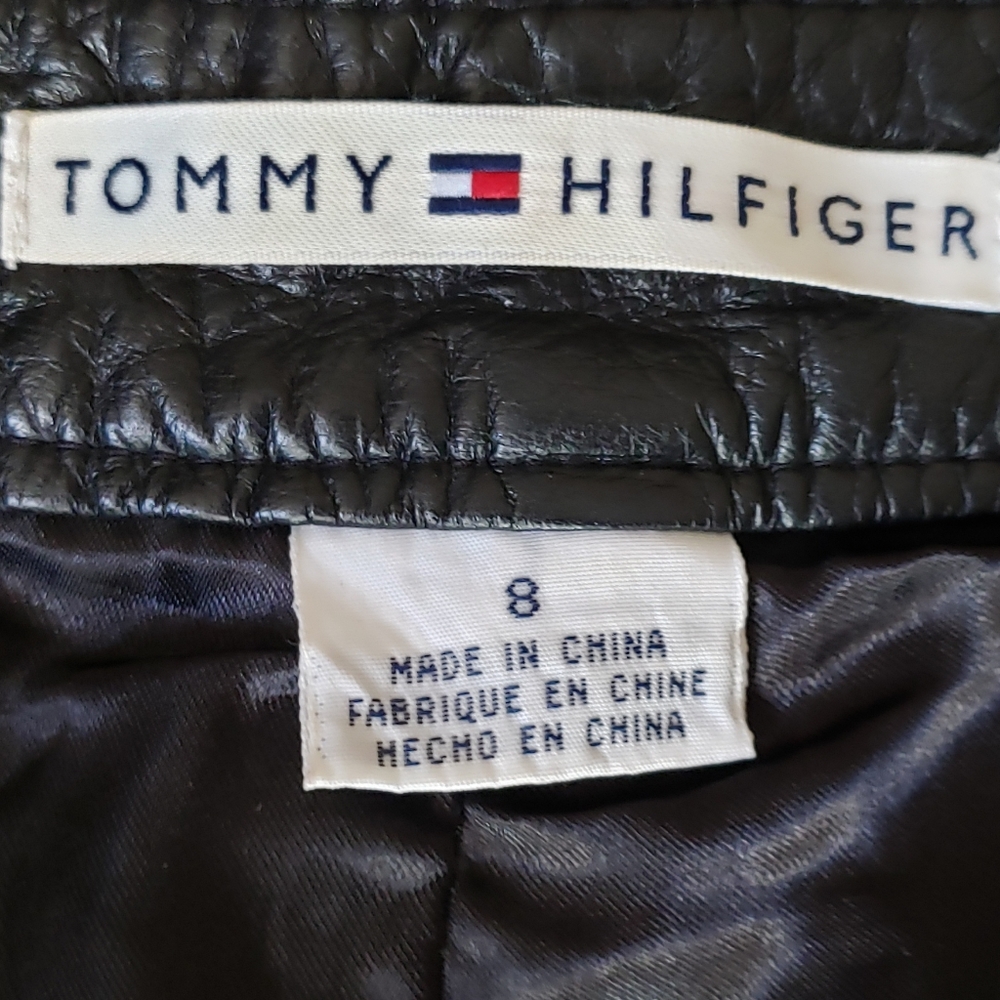 TOMMY HILFIGER
8
MADE IN CHINA
FABRIQUE EN CHINE
HECHO EN CHINA